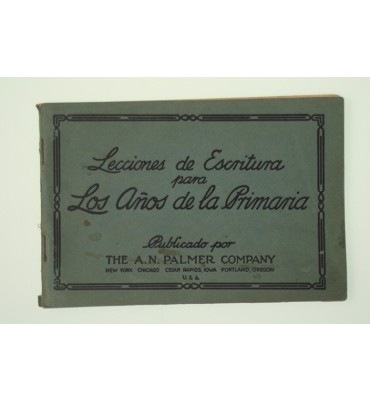 Lecciones de Escritura
para
Los Años de la Primaria
Publicado por
THE A.N. PALMER COMPANY
NEW YORK CHICAGO CEDAR RAPIDS, IOWA PORTLAND, OREGON
U.S.A.